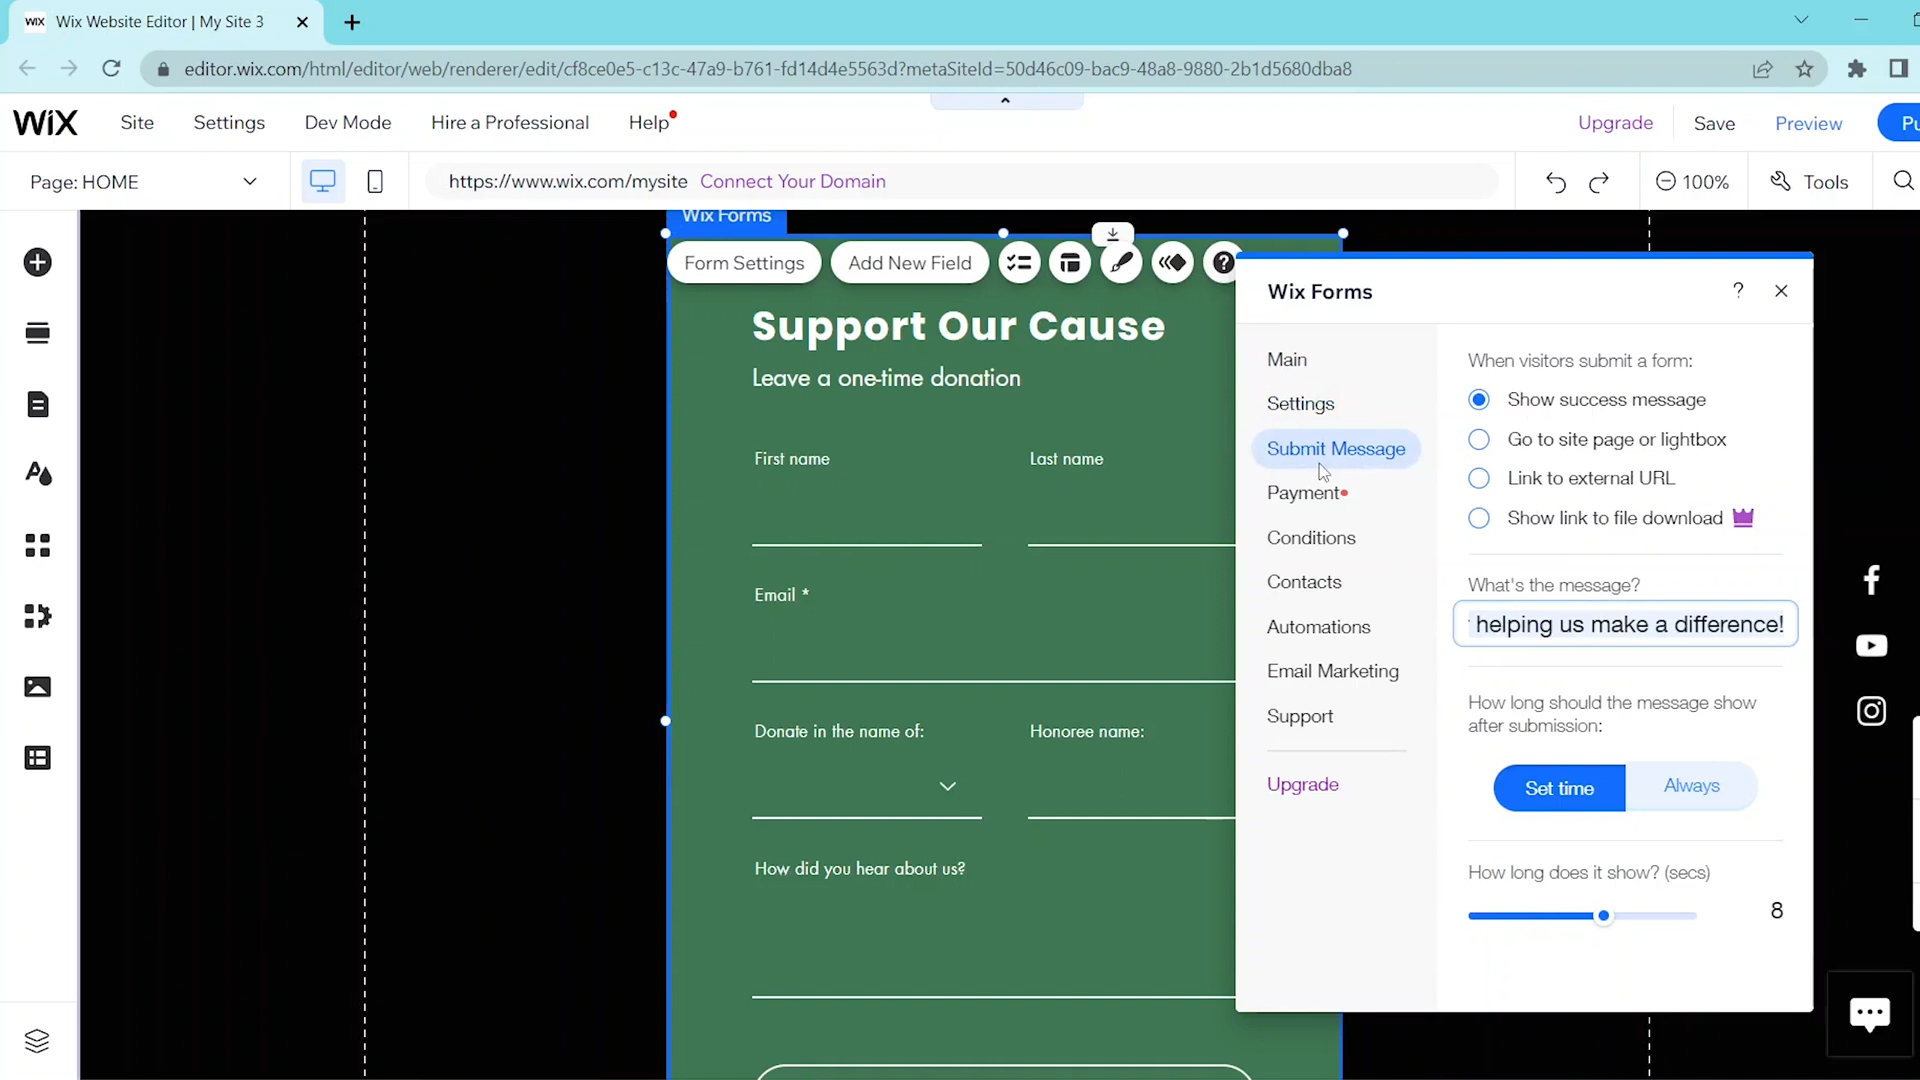 WIX Wix Website Editor | My Site 3
editor.wix.com/html/editor/web/renderer/edit/cf8ce0e5-c13c-47a9-b761-fd14d4e5563d?metaSiteId=50d46c09-bac9-48a8-9880-2b1d5680dba8
WiX Site Settings Dev Mode Hire a Professional Help Upgrade Save Preview Pu
Page: HOME https://www.wix.com/mysite Connect Your Domain 100% Tools
Wix Forms
Form Settings Add New Field ?
Support Our Cause
Leave a one-time donation
First name Last name
Email *
Donate in the name of: Honoree name:
How did you hear about us?
Wix Forms ?
Main
Settings
Submit Message
Payment
Conditions
Contacts
Automations
Email Marketing
Support
Upgrade
When visitors submit a form:
Show success message
Go to site page or lightbox
Link to external URL
Show link to file download
What's the message?
helping us make a difference!
How long should the message show
after submission:
Set time Always
How long does it show? (secs)
8